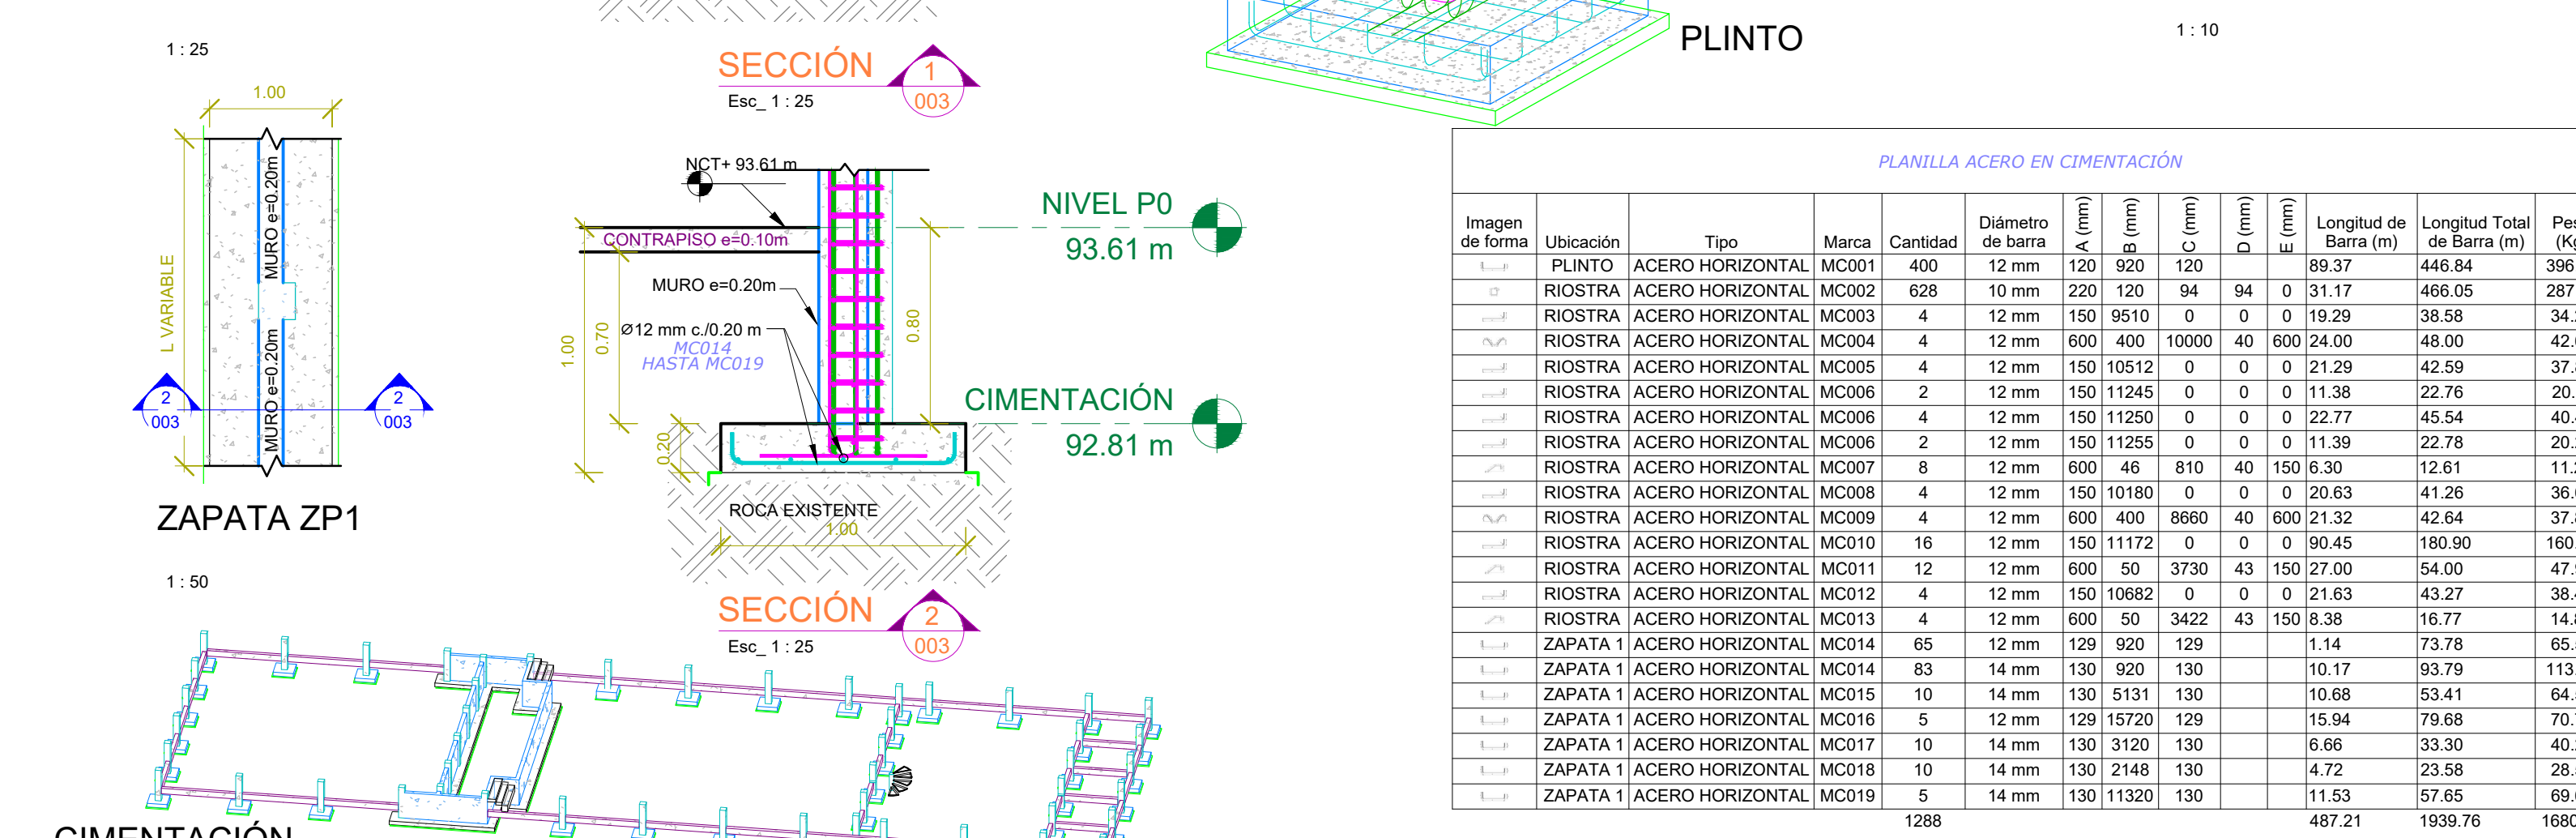 1 : 25
PLINTO
1 : 10
SECCIÓN 1
Esc_ 1 : 25 003
1.00
L VARIABLE
MURO e=0.20m
MURO e=0.20m
2
003
2
003
ZAPATA ZP1
1 : 50
NCT+ 93.61 m
CONTRAPISO e=0.10m
MURO e=0.20m
Ø12 mm c./0.20 m
MC014
HASTA MC019
1.00
0.70
0.80
0.20
ROCA EXISTENTE
1.00
NIVEL P0
93.61 m
CIMENTACIÓN
92.81 m
SECCIÓN 2
Esc_ 1 : 25 003
CIMENTACIÓN
PLANILLA ACERO EN CIMENTACIÓN
Imagen de forma Ubicación Tipo Marca Cantidad Diámetro de barra A (mm) B (mm) C (mm) D (mm) E (mm) Longitud de Barra (m) Longitud Total de Barra (m)
PLINTO ACERO HORIZONTAL MC001 400 12 mm 120 920 120 89.37 446.84 396
RIOSTRA ACERO HORIZONTAL MC002 628 10 mm 220 120 94 94 0 31.17 466.05 287
RIOSTRA ACERO HORIZONTAL MC003 4 12 mm 150 9510 0 0 0 19.29 38.58 34.
RIOSTRA ACERO HORIZONTAL MC004 4 12 mm 600 400 10000 40 600 24.00 48.00 42.
RIOSTRA ACERO HORIZONTAL MC005 4 12 mm 150 10512 0 0 0 21.29 42.59 37.
RIOSTRA ACERO HORIZONTAL MC006 2 12 mm 150 11245 0 0 0 11.38 22.76 20.
RIOSTRA ACERO HORIZONTAL MC006 4 12 mm 150 11250 0 0 0 22.77 45.54 40.
RIOSTRA ACERO HORIZONTAL MC006 2 12 mm 150 11255 0 0 0 11.39 22.78 20.
RIOSTRA ACERO HORIZONTAL MC007 8 12 mm 600 46 810 40 150 6.30 12.61 11.
RIOSTRA ACERO HORIZONTAL MC008 4 12 mm 150 10180 0 0 0 20.63 41.26 36.
RIOSTRA ACERO HORIZONTAL MC009 4 12 mm 600 400 8660 40 600 21.32 42.64 37.
RIOSTRA ACERO HORIZONTAL MC010 16 12 mm 150 11172 0 0 0 90.45 180.90 160.
RIOSTRA ACERO HORIZONTAL MC011 12 12 mm 600 50 3730 43 150 27.00 54.00 47.
RIOSTRA ACERO HORIZONTAL MC012 4 12 mm 150 10682 0 0 0 21.63 43.27 38.
RIOSTRA ACERO HORIZONTAL MC013 4 12 mm 600 50 3422 43 150 8.38 16.77 14.
ZAPATA 1 ACERO HORIZONTAL MC014 65 12 mm 129 920 129 1.14 73.78 65.
ZAPATA 1 ACERO HORIZONTAL MC014 83 14 mm 130 920 130 10.17 93.79 113.
ZAPATA 1 ACERO HORIZONTAL MC015 10 14 mm 130 5131 130 10.68 53.41 64.
ZAPATA 1 ACERO HORIZONTAL MC016 5 12 mm 129 15720 129 15.94 79.68 70.
ZAPATA 1 ACERO HORIZONTAL MC017 10 14 mm 130 3120 130 6.66 33.30 40.
ZAPATA 1 ACERO HORIZONTAL MC018 10 14 mm 130 2148 130 4.72 23.58 28.
ZAPATA 1 ACERO HORIZONTAL MC019 5 14 mm 130 11320 130 11.53 57.65 69.
1288 487.21 1939.76 1680